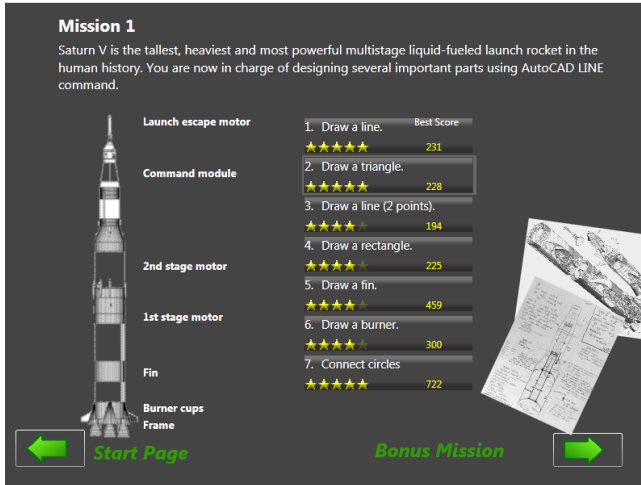 Mission 1
Saturn V is the tallest, heaviest and most powerful multistage liquid-fueled launch rocket in the
human history. You are now in charge of designing several important parts using AutoCAD LINE
command.
Launch escape motor
Command module
2nd stage motor
1st stage motor
Fin
Burner cups
Frame
Best Score
1. Draw a line.
231
2. Draw a triangle.
228
3. Draw a line (2 points).
194
4. Draw a rectangle.
225
5. Draw a fin.
459
6. Draw a burner.
300
7. Connect circles
722
Start Page
Bonus Mission